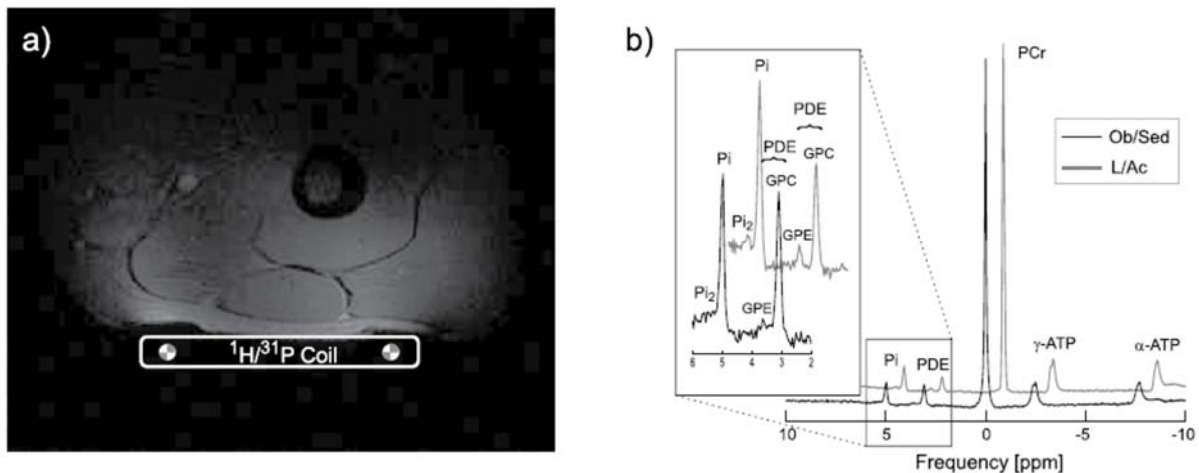 a)
¹H/³¹P Coil
b)
Pi
PDE
Pi
PDE
GPC
GPC
Pi₂
GPE
Pi₂
GPE
6 5 4 3 2
PCr
Ob/Sed
L/Ac
γ-ATP
α-ATP
Pi
PDE
10 5 0 -5 -10
Frequency [ppm]